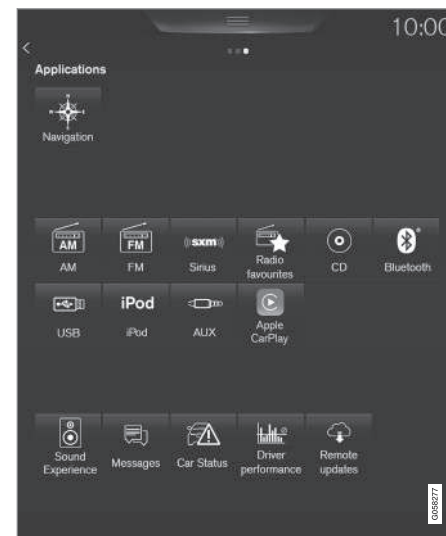 10:00
Applications
Navigation
AM FM sxm
AM FM Sirius Radio favourites CD Bluetooth
iPod
USB iPod AUX Apple CarPlay
Sound Experience Messages Car Status Driver performance Remote updates
G058277